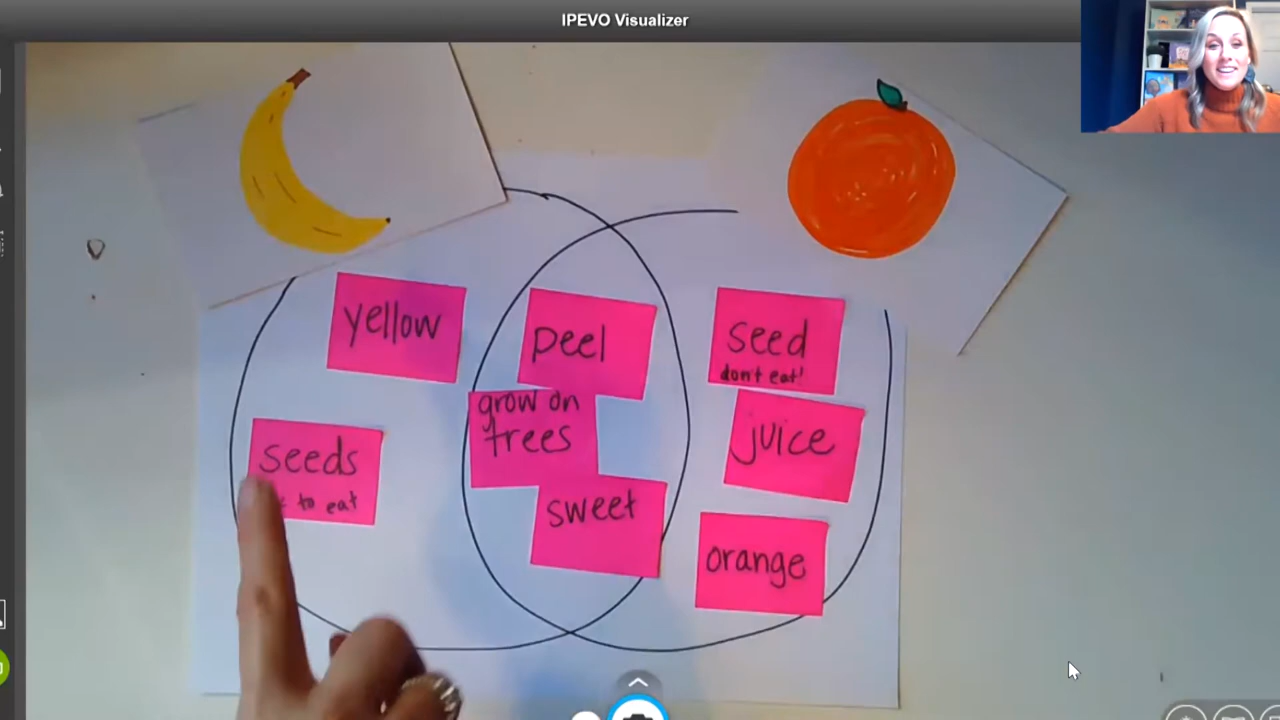 IPEVO Visualizer
yellow
seeds
to eat
peel
grow on
trees
sweet
seed
don't eat!
juice
orange